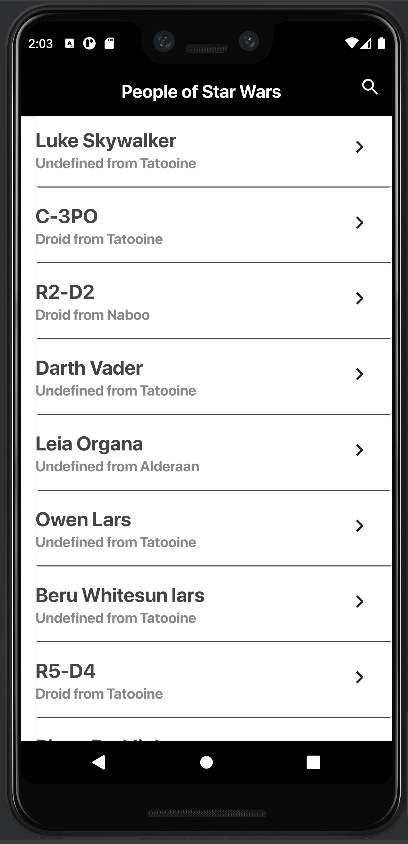 2:03
People of Star Wars
Luke Skywalker
Undefined from Tatooine
C-3PO
Droid from Tatooine
R2-D2
Droid from Naboo
Darth Vader
Undefined from Tatooine
Leia Organa
Undefined from Alderaan
Owen Lars
Undefined from Tatooine
Beru Whitesun lars
Undefined from Tatooine
R5-D4
Droid from Tatooine